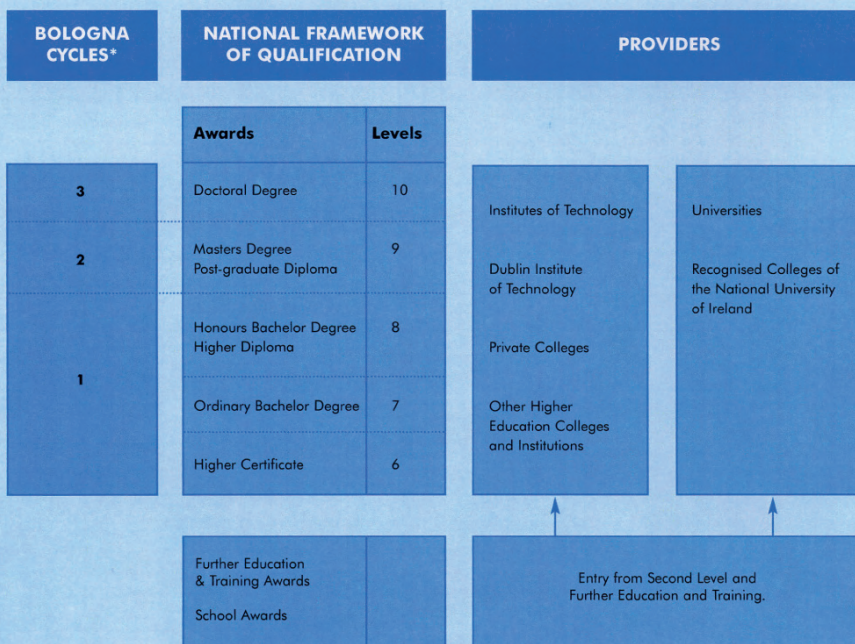 BOLOGNA
CYCLES*
NATIONAL FRAMEWORK
OF QUALIFICATION
PROVIDERS
Awards
Levels
3
Doctoral Degree
10
2
Masters Degree
Post-graduate Diploma
9
1
Honours Bachelor Degree
Higher Diploma
8
Ordinary Bachelor Degree
7
Higher Certificate
6
Institutes of Technology
Dublin Institute
of Technology
Private Colleges
Other Higher
Education Colleges
and Institutions
Universities
Recognised Colleges of
the National University
of Ireland
Further Education
& Training Awards
School Awards
Entry from Second Level and
Further Education and Training.